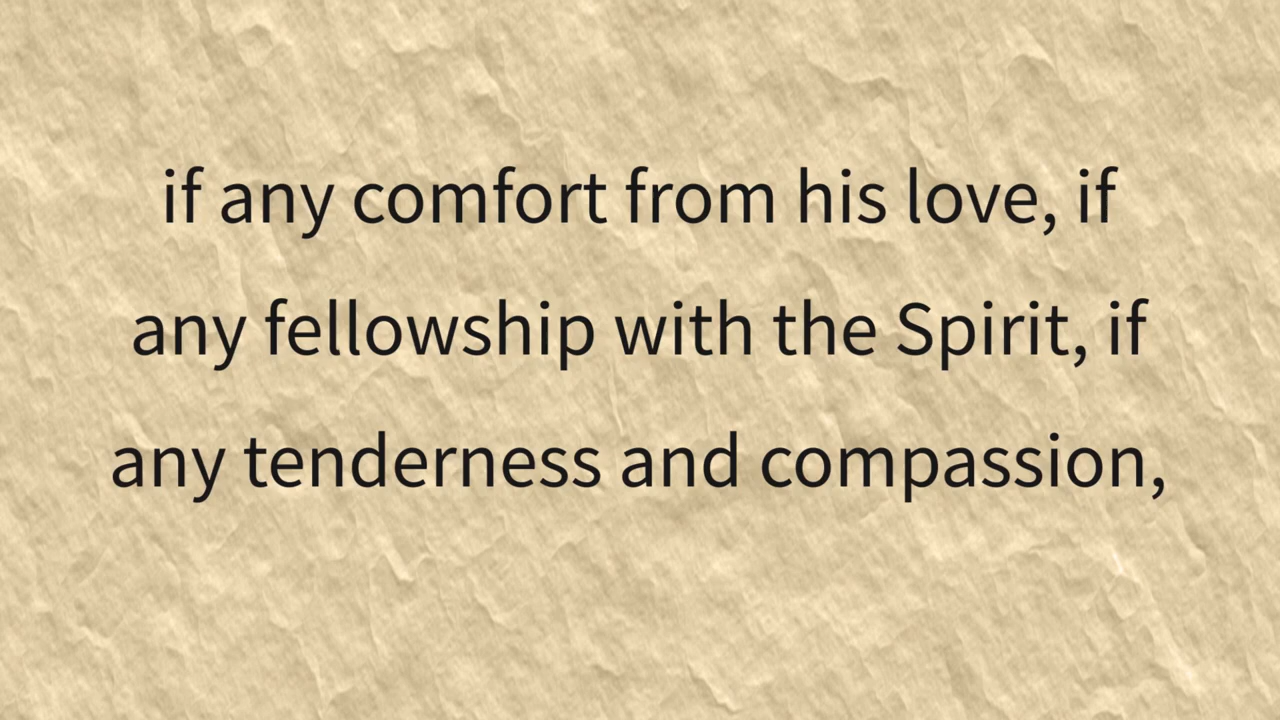 if any comfort from his love, if
any fellowship with the Spirit, if
any tenderness and compassion,